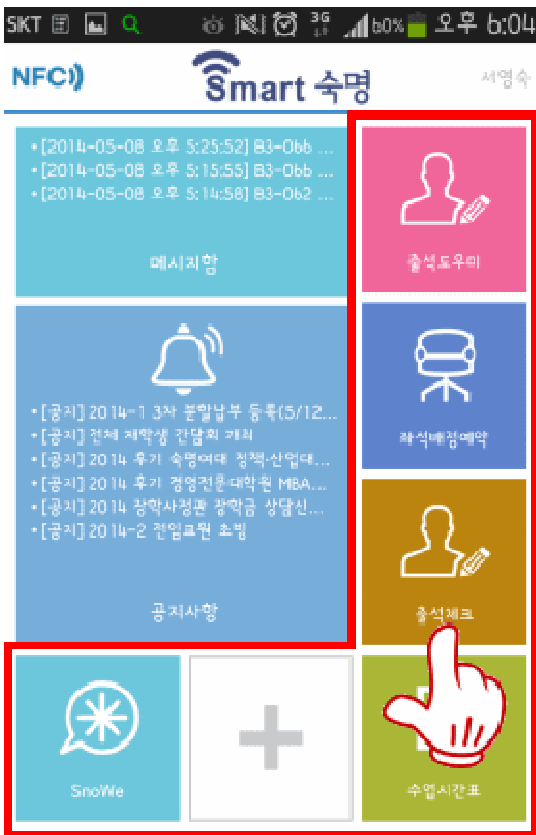 SKT 3G 60% 오후 6:04
NFC
Smart 숙명
서영숙
•[2014-05-08 오후 5:25:52] B3-Obb ...
•[2014-05-08 오후 5:15:55] B3-Obb ...
•[2014-05-08 오후 5:14:58] B3-Ob2 ...
메시지함
출석도우미
•[공지] 2014-1 3차 분할납부 등록(5/12...
•[공지] 전체 재학생 간담회 개최
•[공지] 2014 후기 숙명여대 정책·산업대...
•[공지] 2014 후기 경영전문대학원 MBA....
•[공지] 2014 장학사정관 장학금 상담신....
•[공지] 2014-2 전임교원 초빙
공지사항
좌석배정예약
출석체크
SnoWe
수업시간표